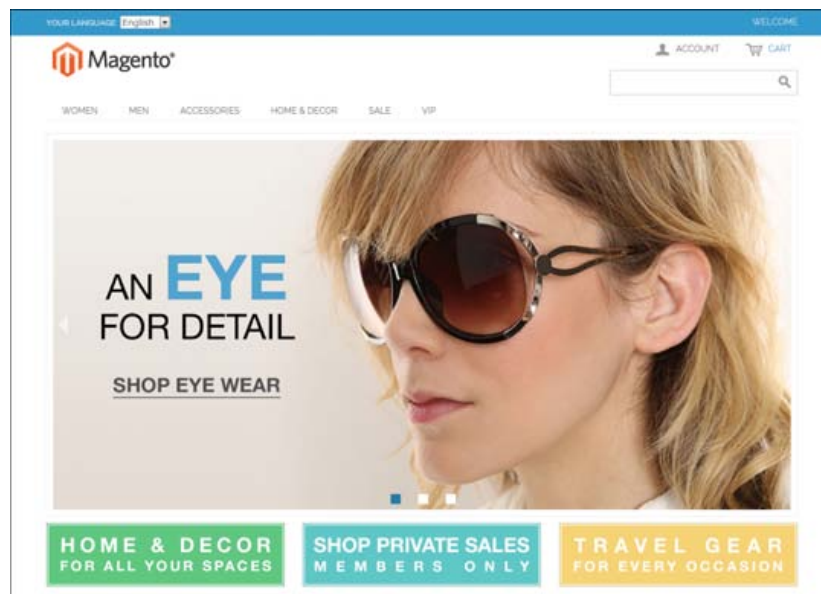 YOUR LANGUAGE English
WELCOME
Magento®
ACCOUNT
CART
WOMEN MEN ACCESSORIES HOME & DECOR SALE VIP
AN EYE
FOR DETAIL
SHOP EYE WEAR
HOME & DECOR
FOR ALL YOUR SPACES
SHOP PRIVATE SALES
MEMBERS ONLY
TRAVEL GEAR
FOR EVERY OCCASION